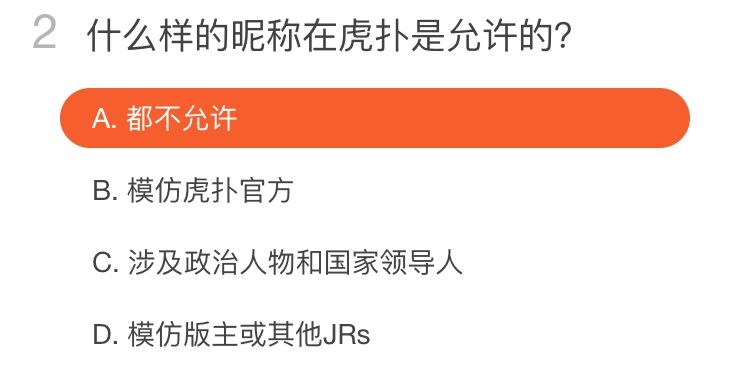 2 什么样的昵称在虎扑是允许的?
A. 都不允许
B. 模仿虎扑官方
C. 涉及政治人物和国家领导人
D. 模仿版主或其他JRs